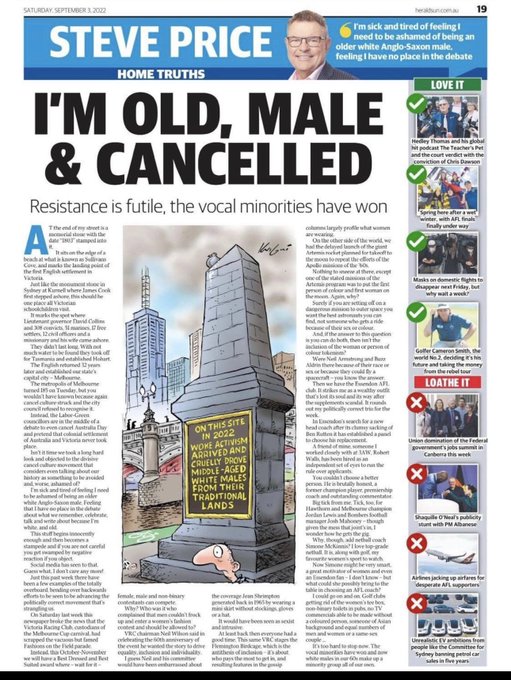 SATURDAY, SEPTEMBER 3, 2022
heraldsun.com.au
19
STEVE PRICE
HOME TRUTHS
I'm sick and tired of feeling I
need to be ashamed of being an
older white Anglo-Saxon male,
feeling I have no place in the debate
I'M OLD, MALE
& CANCELLED
Resistance is futile, the vocal minorities have won
AT the end of my street is a
memorial stone with the
date "1803" stamped into
it.
It sits on the edge of a
beach at what is known as Sullivans
Cove, and marks the landing point of
the first English settlement in
Victoria.
Just like the monument stone in
Sydney at Kurnell where James Cook
first stepped ashore, this should be
one place all Victorian
schoolchildren visit.
It marks the spot where
Lieutenant-governor David Collins
and 308 convicts, 51 marines, 17 free
settlers, 12 civil officers and a
missionary and his wife came ashore.
They didn't last long. With not
much water to be found they took off
for Tasmania and established Hobart.
The English returned 32 years
later and established our state's
capital city – Melbourne.
The metropolis of Melbourne
turned 185 on Tuesday, but you
wouldn't have known because again
cancel culture struck and the city
council refused to recognise it.
Instead, the Labor-Green
councillors are in the middle of a
debate to even cancel Australia Day
and pretend that colonial settlement
of Australia and Victoria never took
place.
Isn't it time we took a long hard
look and objected to the divisive
cancel culture movement that
considers even talking about our
history as something to be avoided
and, worse, ashamed of?
I'm sick and tired of feeling I need
to be ashamed of being an older
white Anglo-Saxon male. Feeling
that I have no place in the debate
about what we remember, celebrate,
talk and write about because I'm
white, and old.
This stuff begins innocently
enough and then becomes a
stampede and if you are not careful
you get swamped by negative
reaction if you object.
Social media has seen to that.
Guess what, I don't care any more!
Just this past week there have
been a few examples of the totally
overboard, bending over backwards
efforts to be seen to be advancing the
politically correct movement that's
strangling us.
On Saturday last week this
newspaper broke the news that the
Victoria Racing Club, custodians of
the Melbourne Cup carnival, had
scrapped the vacuous but famed
Fashions on the Field parade.
Instead, this October-November
we will have a Best Dressed and Best
Suited award where – wait for it –
ON THIS SITE
IN 2022
WOKE ACTIVISM
ARRIVED AND
CRUELLY DROVE
MIDDLE-AGED
WHITE MALES
FROM THEIR
TRADITIONAL
LANDS
female, male and non-binary
contestants can compete.
Why? Who was it who
complained that men couldn't frock
up and enter a women's fashion
contest and should be allowed to?
VRC chairman Neil Wilson said in
celebrating the 60th anniversary of
the event he wanted the story to drive
equality, inclusion and individuality.
I guess Neil and his committee
would have been embarrassed about
the coverage Jean Shrimpton
generated back in 1965 by wearing a
mini skirt without stockings, gloves
or a hat.
It would have been seen as sexist
and intrusive.
At least back then everyone had a
good time. This same VRC stages the
Flemington Birdcage, which is the
antithesis of inclusion – it's about
who pays the most to get in, and
resulting features in the gossip
columns largely profile what women
are wearing.
On the other side of the world, we
had the delayed launch of the giant
Artemis rocket planned for takeoff to
the moon to repeat the efforts of the
Apollo missions of the '60s.
Nothing to sneeze at there, except
one of the stated missions of the
Artemis program was to put the first
person of colour and first woman on
the moon. Again, why?
Surely if you are setting off on a
dangerous mission to outer space you
want the best astronauts you can
find, not someone who gets a ride
because of their sex or colour.
And, if the answer to this question
is you can do both, then isn't the
inclusion of the woman or person of
colour tokenism?
Were Neil Armstrong and Buzz
Aldrin there because of their race or
sex or because they could fly a
spacecraft – you know the answer.
Then we have the Essendon AFL
club. It strikes me as a wealthy outfit
that's lost its soul and its way after
the supplements scandal. It rounds
out my politically correct trio for the
week.
In Essendon's search for a new
head coach after its clumsy sacking of
Ben Rutten it has established a panel
to choose his replacement.
A friend of mine, someone I
worked closely with at 3AW, Robert
Walls, has been hired as an
independent set of eyes to run the
rule over applicants.
You couldn't choose a better
person. He is brutally honest, a
former champion player, premiership
coach and outstanding commentator.
Big tick from me. Tick, too, for
Hawthorn and Melbourne champion
Jordan Lewis and Bombers football
manager Josh Mahoney – though
given the mess that joint's in, I
wonder how he gets the gig.
Why, though, add netball coach
Simone McKinnis? I love top-grade
netball. It is, along with golf, my
favourite women's sport to watch.
Now Simone might be very smart,
a great motivator of women and even
an Essendon fan – I don't know – but
what could she possibly bring to the
table in choosing an AFL coach?
I could go on and on. Golf clubs
getting rid of the women's tee box,
non-binary toilets in pubs, no TV
commercials able to be made without
a coloured person, someone of Asian
background and equal numbers of
men and women or a same-sex
couple ...
It's too hard to stop now. The
vocal minorities have won and now
white males in our 60s make up a
minority group all of our own.
LOVE IT
Hedley Thomas and his global
hit podcast The Teacher's Pet
and the court verdict with the
conviction of Chris Dawson
Spring here after a wet
winter, with AFL finals
finally under way
Masks on domestic flights to
disappear next Friday, but
why wait a week?
Golfer Cameron Smith, the
world No.2, deciding it's his
future and taking the money
from the rebel tour
LOATHE IT
Union domination of the Federal
government's jobs summit in
Canberra this week
Shaquille O'Neal's publicity
stunt with PM Albanese
Airlines jacking up airfares for
desperate AFL supporters
Unrealistic EV ambitions from
people like the Committee for
Sydney banning petrol car
sales in five years